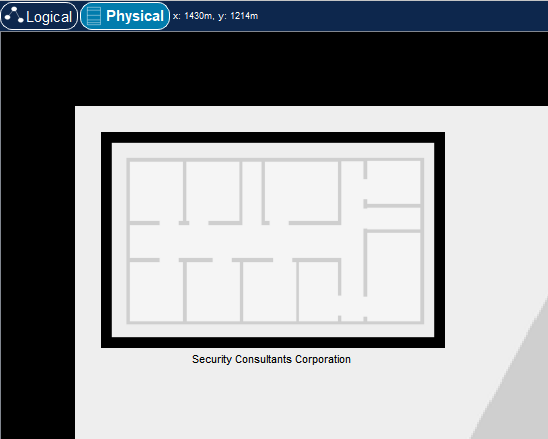 Logical Physical x: 1430m, y: 1214m
Security Consultants Corporation